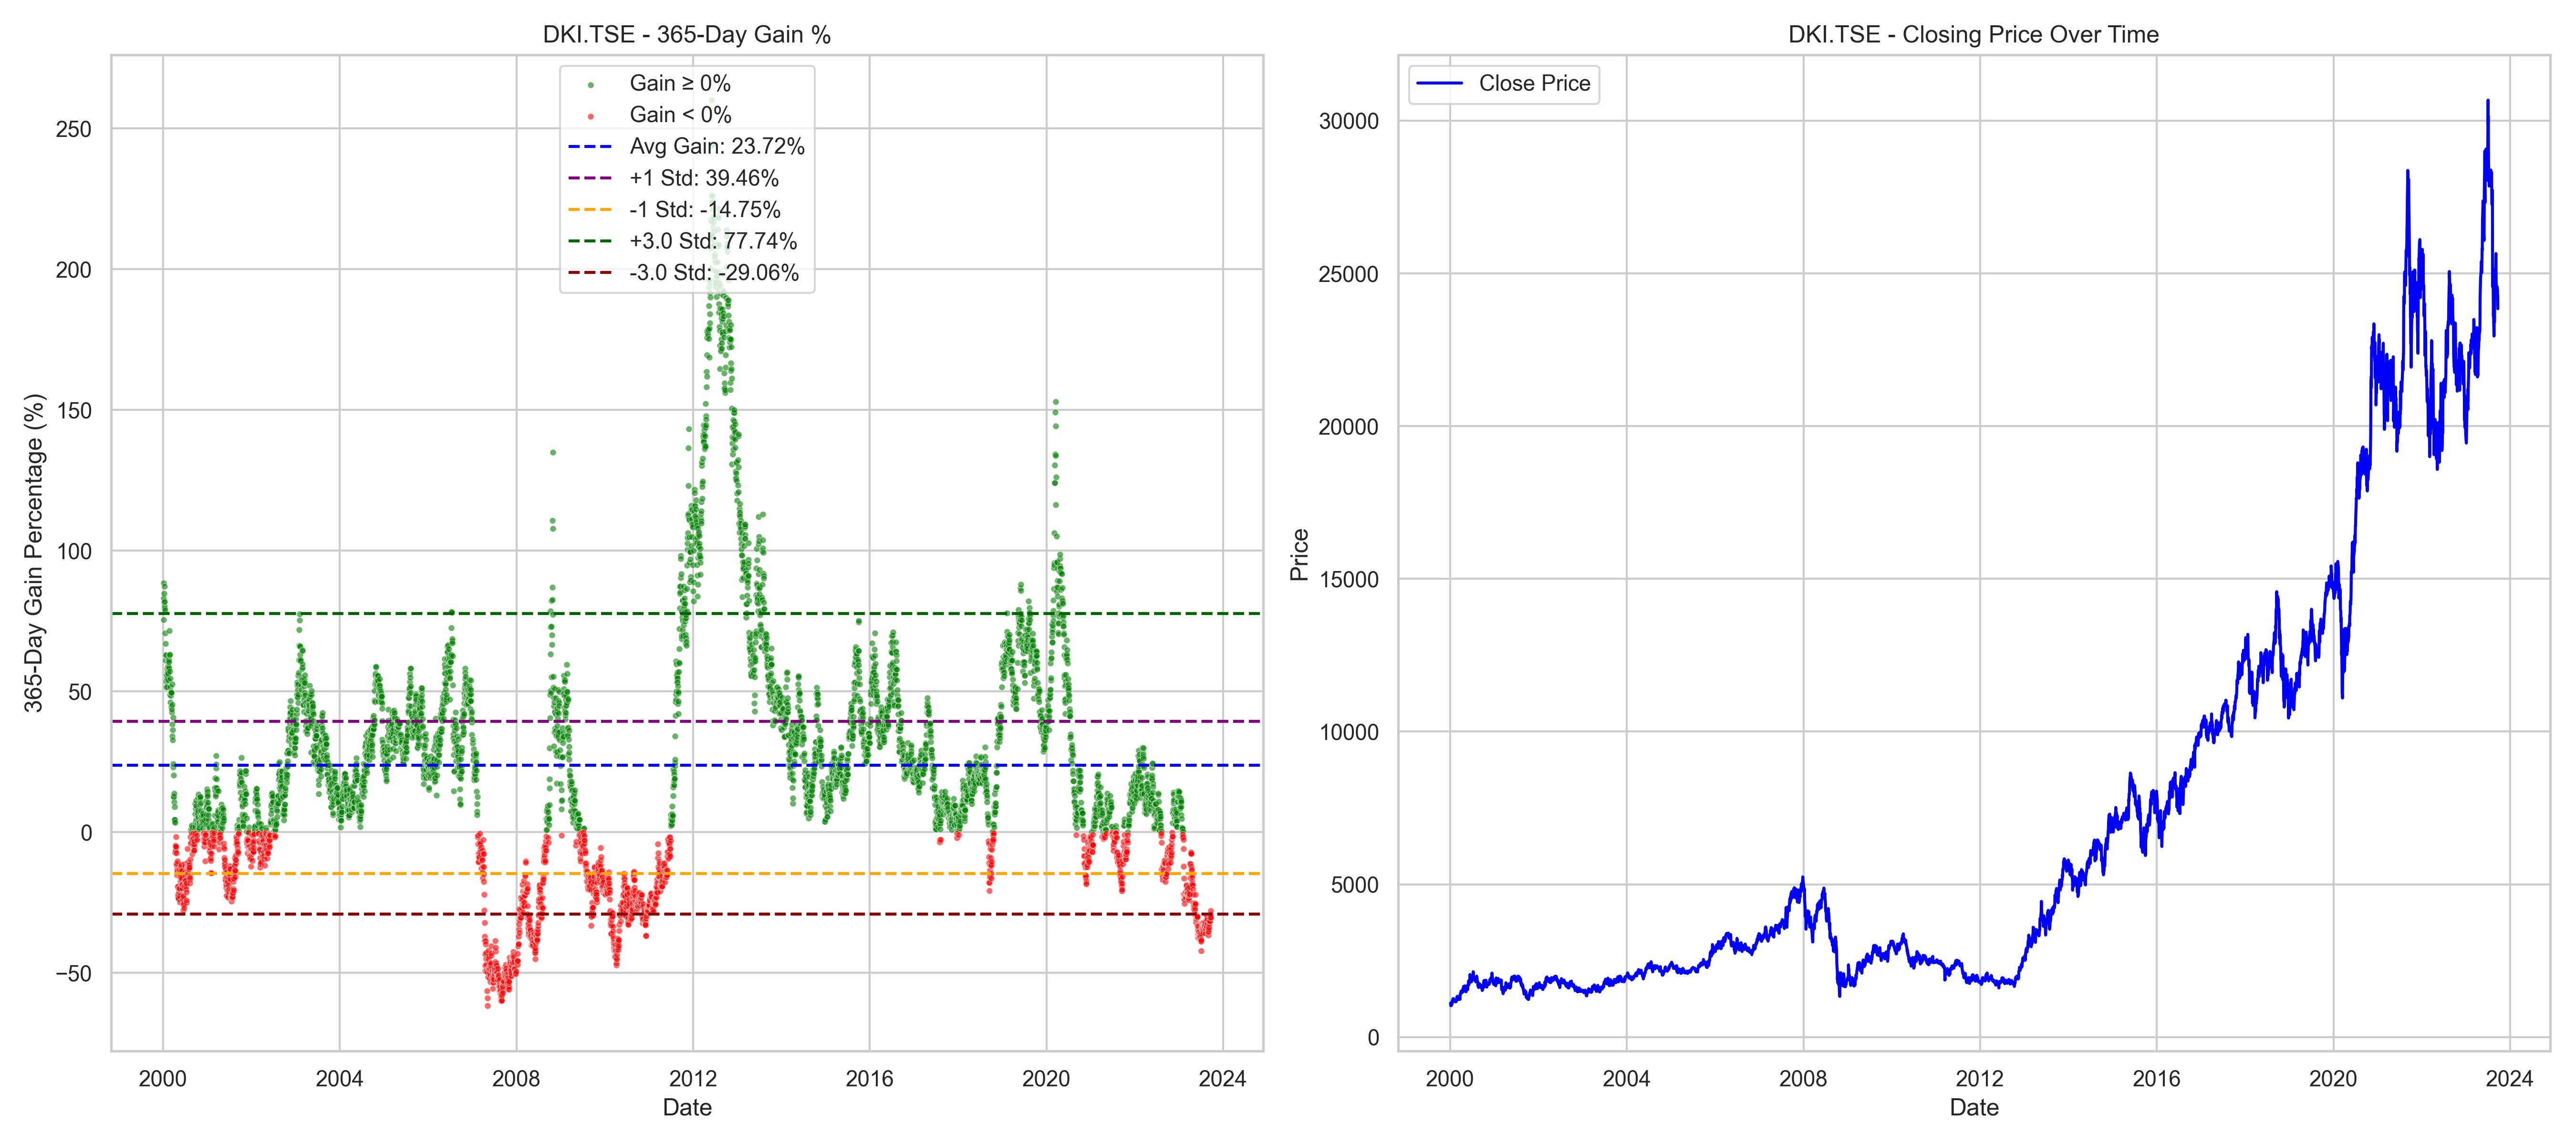 DKI.TSE - 365-Day Gain %
Gain ≥ 0%
Gain < 0%
Avg Gain: 23.72%
+1 Std: 39.46%
-1 Std: -14.75%
+3.0 Std: 77.74%
-3.0 Std: -29.06%
365-Day Gain Percentage (%)
250
200
150
100
50
0
−50
2000 2004 2008 2012 2016 2020 2024
Date
DKI.TSE - Closing Price Over Time
Close Price
Price
30000
25000
20000
15000
10000
5000
0
2000 2004 2008 2012 2016 2020 2024
Date